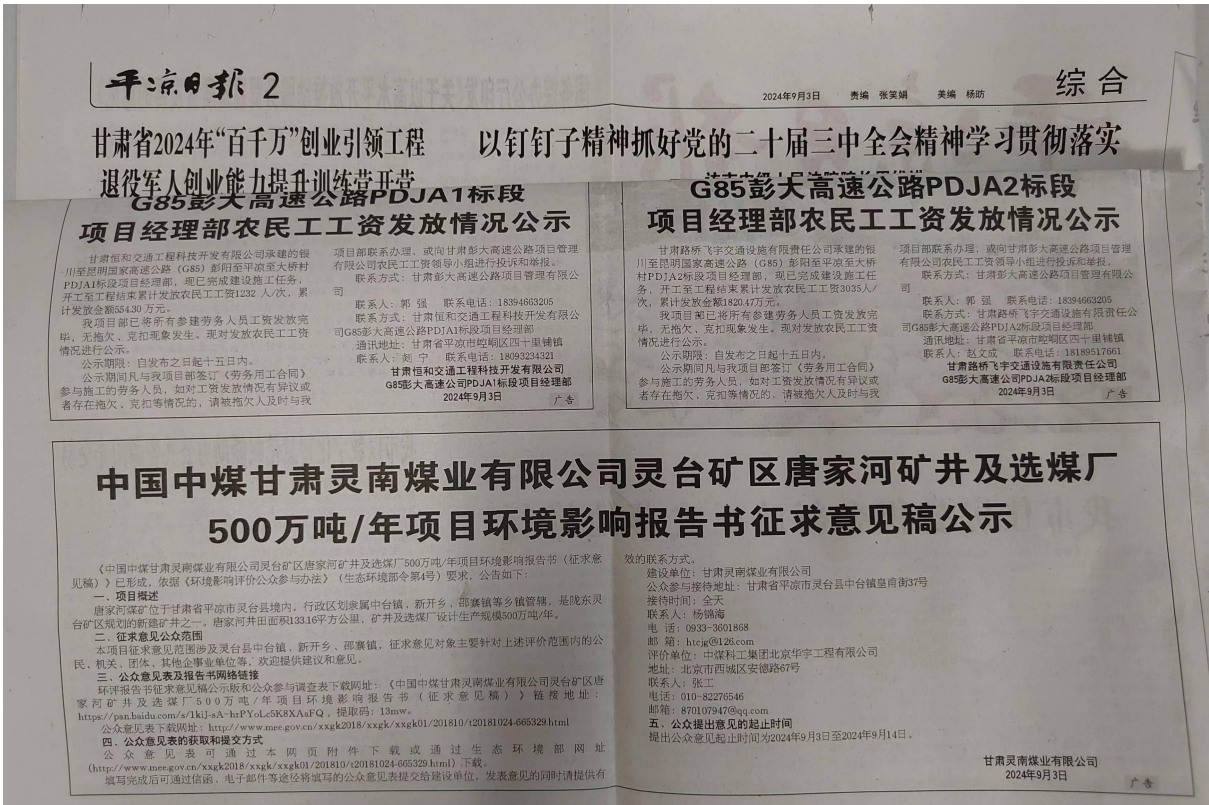 平凉日报 2
2024年9月3日 责编 张笑娟 美编 杨昉
综合
甘肃省2024年“百千万”创业引领工程
退役军人创业能力提升训练营开营
以钉钉子精神抓好党的二十届三中全会精神学习贯彻落实
G85彭大高速公路PDJA1标段
项目经理部农民工工资发放情况公示
甘肃恒和交通工程科技开发有限公司承建的银
川至昆明国家高速公路（G85）彭阳至平凉至大桥村
PDJA1标段项目经理部，现已完成建设施工任务，
开工至工程结束累计发放农民工工资1232 人/次，累
计发放金额554.30 万元。
我项目部已将所有参建劳务人员工资发放完
毕，无拖欠、克扣现象发生。现对发放农民工工资
情况进行公示。
公示期限：自发布之日起十五日内。
公示期间凡与我项目部签订《劳务用工合同》
参与施工的劳务人员，如对工资发放情况有异议或
者存在拖欠、克扣等情况的，请被拖欠人及时与我
项目部联系办理，或向甘肃彭大高速公路项目管理
有限公司农民工工资领导小组进行投诉和举报。
联系方式：甘肃彭大高速公路项目管理有限公
司
联系人：郭 强 联系电话：18394663205
联系方式：甘肃恒和交通工程科技开发有限公
司G85彭大高速公路PDJA1标段项目经理部
通讯地址：甘肃省平凉市崆峒区四十里铺镇
联系人：赵 宁 联系电话：18093234321
甘肃恒和交通工程科技开发有限公司
G85彭大高速公司PDJA1标段项目经理部
2024年9月3日
广告
G85彭大高速公路PDJA2标段
项目经理部农民工工资发放情况公示
甘肃路桥飞宇交通设施有限责任公司承建的银
川至昆明国家高速公路（G85）彭阳至平凉至大桥
村PDJA2标段项目经理部，现已完成建设施工任
务，开工至工程结束累计发放农民工工资3035人/
次，累计发放金额1820.47万元。
我项目部已将所有参建劳务人员工资发放完
毕，无拖欠、克扣现象发生。现对发放农民工工资
情况进行公示。
公示期限：自发布之日起十五日内。
公示期间凡与我项目部签订《劳务用工合同》
参与施工的劳务人员，如对工资发放情况有异议或
者存在拖欠、克扣等情况的，请被拖欠人及时与我
项目部联系办理，或向甘肃彭大高速公路项目管理
有限公司农民工工资领导小组进行投诉和举报。
联系方式：甘肃彭大高速公路项目管理有限公
司
联系人：郭 强 联系电话：18394663205
联系方式：甘肃路桥飞宇交通设施有限责任公
司G85彭大高速公路PDJA2标段项目经理部
通讯地址：甘肃省平凉市崆峒区四十里铺镇
联系人：赵文成 联系电话：18189517661
甘肃路桥飞宇交通设施有限责任公司
G85彭大高速公司PDJA2标段项目经理部
2024年9月3日
广告
中国中煤甘肃灵南煤业有限公司灵台矿区唐家河矿井及选煤厂
500万吨/年项目环境影响报告书征求意见稿公示
《中国中煤甘肃灵南煤业有限公司灵台矿区唐家河矿井及选煤厂500万吨/年项目环境影响报告书（征求意
见稿）》已形成，依据《环境影响评价公众参与办法》（生态环境部令第4号）要求，公告如下：
一、项目概述
唐家河煤矿位于甘肃省平凉市灵台县境内，行政区划隶属中台镇，新开乡、邵寨镇等乡镇管辖，是陇东灵
台矿区规划的新建矿井之一。唐家河井田面积133.16平方公里，矿井及选煤厂设计生产规模500万吨/年。
二、征求意见公众范围
本项目征求意见范围涉及灵台县中台镇，新开乡、邵寨镇，征求意见对象主要针对上述评价范围内的公
民、机关、团体、其他企事业单位等，欢迎提供建议和意见。
三、公众意见表及报告书网络链接
环评报告书征求意见稿公示版和公众参与调查表下载网址：《中国中煤甘肃灵南煤业有限公司灵台矿区唐
家河矿井及选煤厂500万吨/年项目环境影响报告书（征求意见稿）》链接地址：
https://pan.baidu.com/s/1kiJ-sA-hrPYoLc5K8XAaFQ，提取码：13mw。
公众意见表下载网址：http://www.mee.gov.cn/xxgk2018/xxgk/xxgk01/201810/t20181024-665329.html
四、公众意见表的获取和提交方式
公众意见表可通过本网页附件下载或通过生态环境部网址
（http://www.mee.gov.cn/xxgk2018/xxgk/xxgk01/201810/t20181024-665329.html）下载。
填写完成后可通过信函、电子邮件等途径将填写的公众意见表提交给建设单位，发表意见的同时请提供有
效的联系方式。
建设单位：甘肃灵南煤业有限公司
公众参与接待地址：甘肃省平凉市灵台县中台镇皇甫街37号
接待时间：全天
联系人：杨锦海
电 话：0933-3601868
邮 箱：htcjg@126.com
评价单位：中煤科工集团北京华宇工程有限公司
地址：北京市西城区安德路67号
联系人：张工
电话：010-82276546
邮箱：870107947@qq.com
五、公众提出意见的起止时间
提出公众意见起止时间为2024年9月3日至2024年9月14日。
甘肃灵南煤业有限公司
2024年9月3日
广告